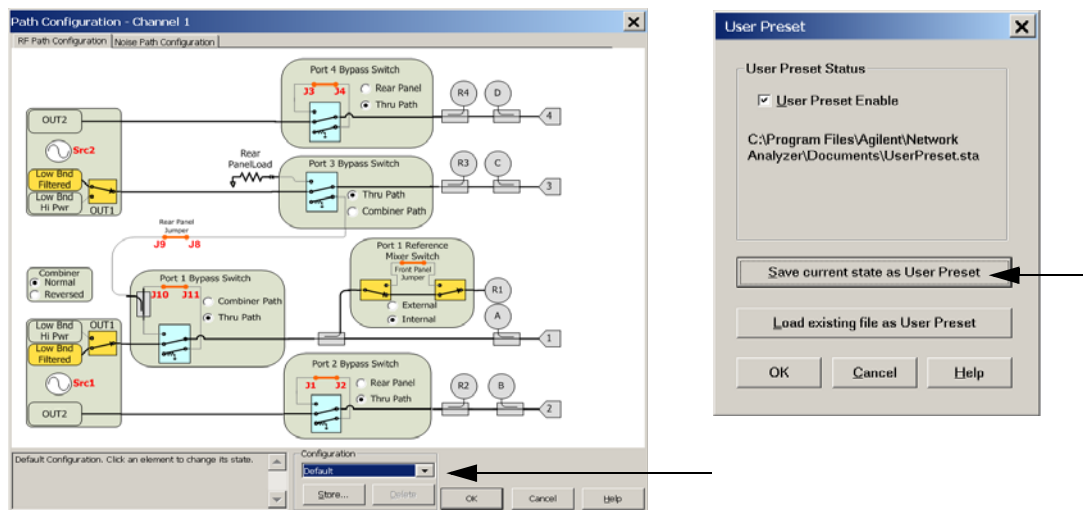 Path Configuration - Channel 1
RF Path Configuration
Noise Path Configuration
Port 4 Bypass Switch
J3 J4
Rear Panel
Thru Path
R4
D
4
OUT2
Src2
Low Bnd
Filtered
Low Bnd
Hi Pwr
OUT1
Rear
PanelLoad
Port 3 Bypass Switch
Thru Path
Combiner Path
R3
C
3
Rear Panel
Jumper
J9 J8
Port 1 Reference
Mixer Switch
Front Panel
Jumper
External
Internal
R1
A
1
Combiner
Normal
Reversed
Port 1 Bypass Switch
J10 J11
Combiner Path
Thru Path
Low Bnd
Hi Pwr
OUT1
Low Bnd
Filtered
Src1
OUT2
Port 2 Bypass Switch
J1 J2
Rear Panel
Thru Path
R2
B
2
Default Configuration. Click an element to change its state.
Configuration
Default
Store...
Delete
OK
Cancel
Help
User Preset
User Preset Status
User Preset Enable
C:\Program Files\Agilent\Network
Analyzer\Documents\UserPreset.sta
Save current state as User Preset
Load existing file as User Preset
OK
Cancel
Help